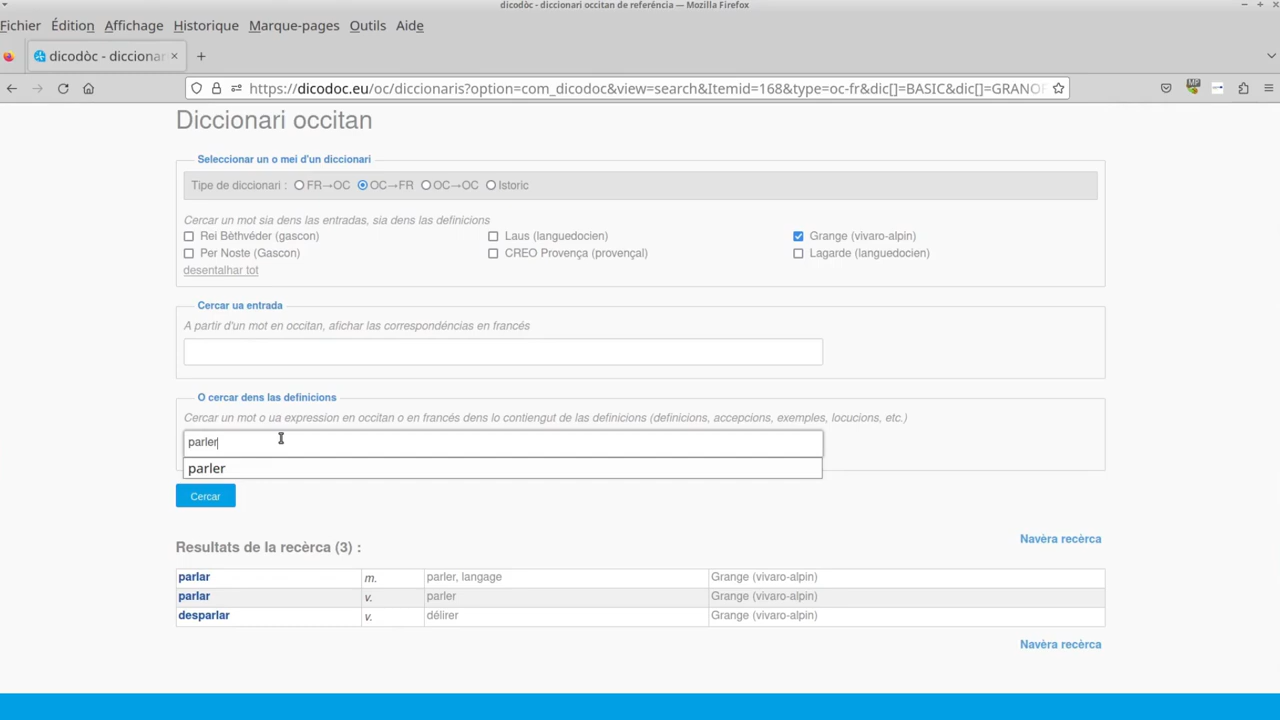 dicodòc - diccionari occitan de referéncia — Mozilla Firefox
Fichier Édition Affichage Historique Marque-pages Outils Aide
dicodòc - diccionar
https://dicodoc.eu/oc/diccionaris?option=com_dicodoc&view=search&Itemid=168&type=oc-fr&dic[]=BASIC&dic[]=GRANOF
Diccionari occitan
Seleccionar un o mei d'un diccionari
Tipe de diccionari : FR→OC OC→FR OC→OC Istoric
Cercar un mot sia dens las entradas, sia dens las definicions
Rei Bèthvéder (gascon) Laus (languedocien) Grange (vivaro-alpin)
Per Noste (Gascon) CREO Provença (provençal) Lagarde (languedocien)
desentalhar tot
Cercar ua entrada
A partir d'un mot en occitan, afichar las correspondéncias en francés
O cercar dens las definicions
Cercar un mot o ua expression en occitan o en francés dens lo contiengut de las definicions (definicions, accepcions, exemples, locucions, etc.)
parler
parler
Cercar
Navèra recèrca
Resultats de la recèrca (3) :
parlar m. parler, langage Grange (vivaro-alpin)
parlar v. parler Grange (vivaro-alpin)
desparlar v. délirer Grange (vivaro-alpin)
Navèra recèrca